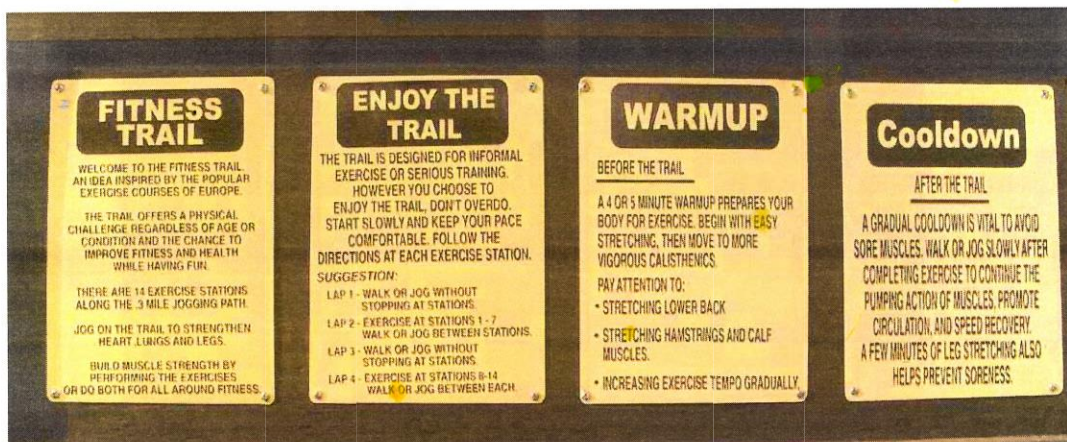 FITNESS
TRAIL
WELCOME TO THE FITNESS TRAIL.
AN IDEA INSPIRED BY THE POPULAR
EXERCISE COURSES OF EUROPE.
THE TRAIL OFFERS A PHYSICAL
CHALLENGE REGARDLESS OF AGE OR
CONDITION AND THE CHANCE TO
IMPROVE FITNESS AND HEALTH
WHILE HAVING FUN.
THERE ARE 14 EXERCISE STATIONS
ALONG THE .3 MILE JOGGING PATH.
JOG ON THE TRAIL TO STRENGTHEN
HEART ,LUNGS AND LEGS.
BUILD MUSCLE STRENGTH BY
PERFORMING THE EXERCISES
OR DO BOTH FOR ALL AROUND FITNESS.
ENJOY THE
TRAIL
THE TRAIL IS DESIGNED FOR INFORMAL
EXERCISE OR SERIOUS TRAINING.
HOWEVER YOU CHOOSE TO
ENJOY THE TRAIL, DON'T OVERDO.
START SLOWLY AND KEEP YOUR PACE
COMFORTABLE. FOLLOW THE
DIRECTIONS AT EACH EXERCISE STATION.
SUGGESTION:
LAP 1 - WALK OR JOG WITHOUT
STOPPING AT STATIONS.
LAP 2 - EXERCISE AT STATIONS 1 - 7
WALK OR JOG BETWEEN STATIONS.
LAP 3 - WALK OR JOG WITHOUT
STOPPING AT STATIONS.
LAP 4 - EXERCISE AT STATIONS 8-14
WALK OR JOG BETWEEN EACH.
WARMUP
BEFORE THE TRAIL
A 4 OR 5 MINUTE WARMUP PREPARES YOUR
BODY FOR EXERCISE. BEGIN WITH EASY
STRETCHING, THEN MOVE TO MORE
VIGOROUS CALISTHENICS.
PAY ATTENTION TO:
• STRETCHING LOWER BACK
• STRETCHING HAMSTRINGS AND CALF
MUSCLES.
• INCREASING EXERCISE TEMPO GRADUALLY.
Cooldown
AFTER THE TRAIL
A GRADUAL COOLDOWN IS VITAL TO AVOID
SORE MUSCLES. WALK OR JOG SLOWLY AFTER
COMPLETING EXERCISE TO CONTINUE THE
PUMPING ACTION OF MUSCLES, PROMOTE
CIRCULATION, AND SPEED RECOVERY.
A FEW MINUTES OF LEG STRETCHING ALSO
HELPS PREVENT SORENESS.